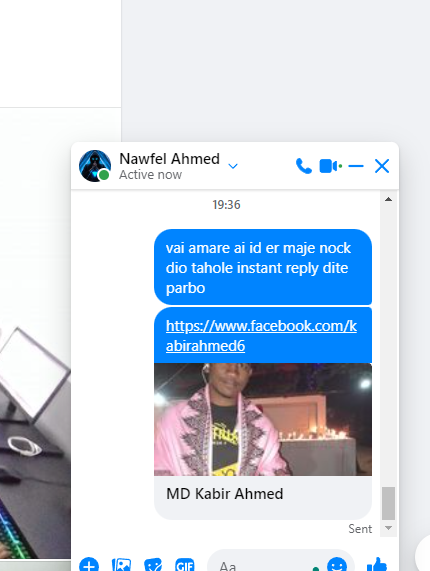 Nawfel Ahmed
Active now
19:36
vai amare ai id er maje nock
dio tahole instant reply dite
parbo
https://www.facebook.com/k
abirahmed6
MD Kabir Ahmed
Sent
GIF
Aa